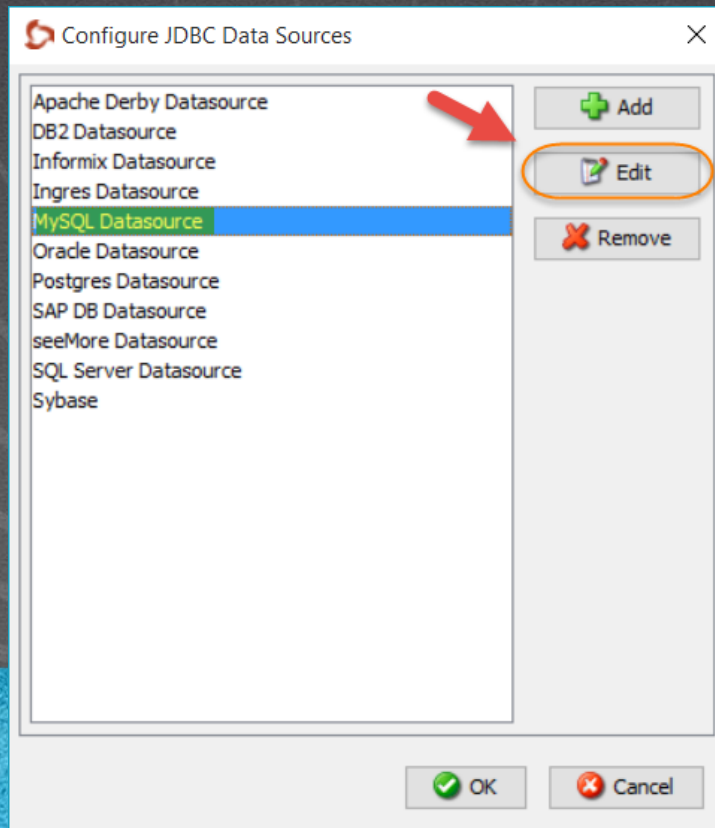 Configure JDBC Data Sources
Apache Derby Datasource
DB2 Datasource
Informix Datasource
Ingres Datasource
MySQL Datasource
Oracle Datasource
Postgres Datasource
SAP DB Datasource
seeMore Datasource
SQL Server Datasource
Sybase
Add
Edit
Remove
OK
Cancel